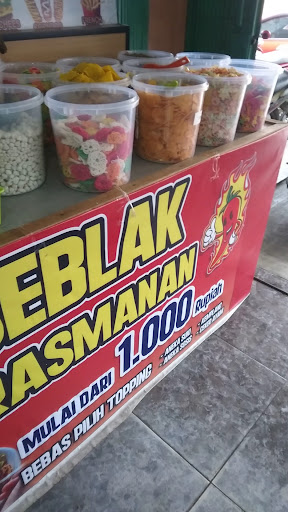 SEBLAK
PRASMANAN
MULAI DARI 1.000 Rupiah
BEBAS PILIH TOPPING